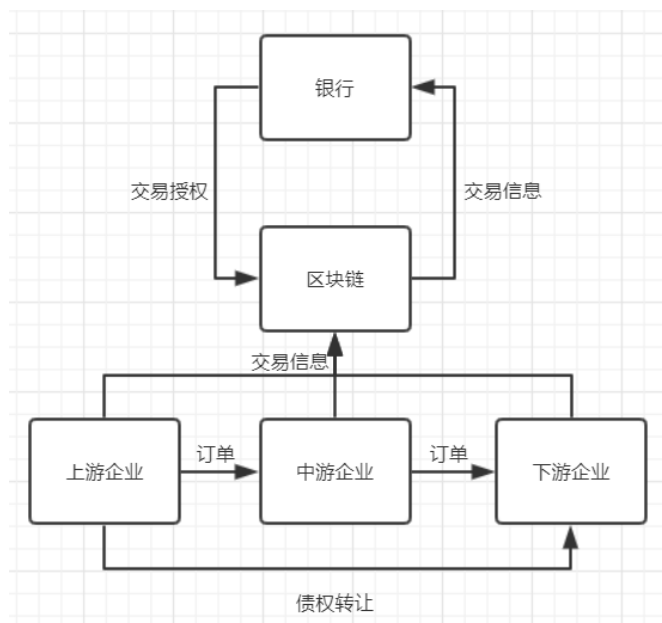 银行
交易授权
交易信息
区块链
交易信息
上游企业
订单
中游企业
订单
下游企业
债权转让